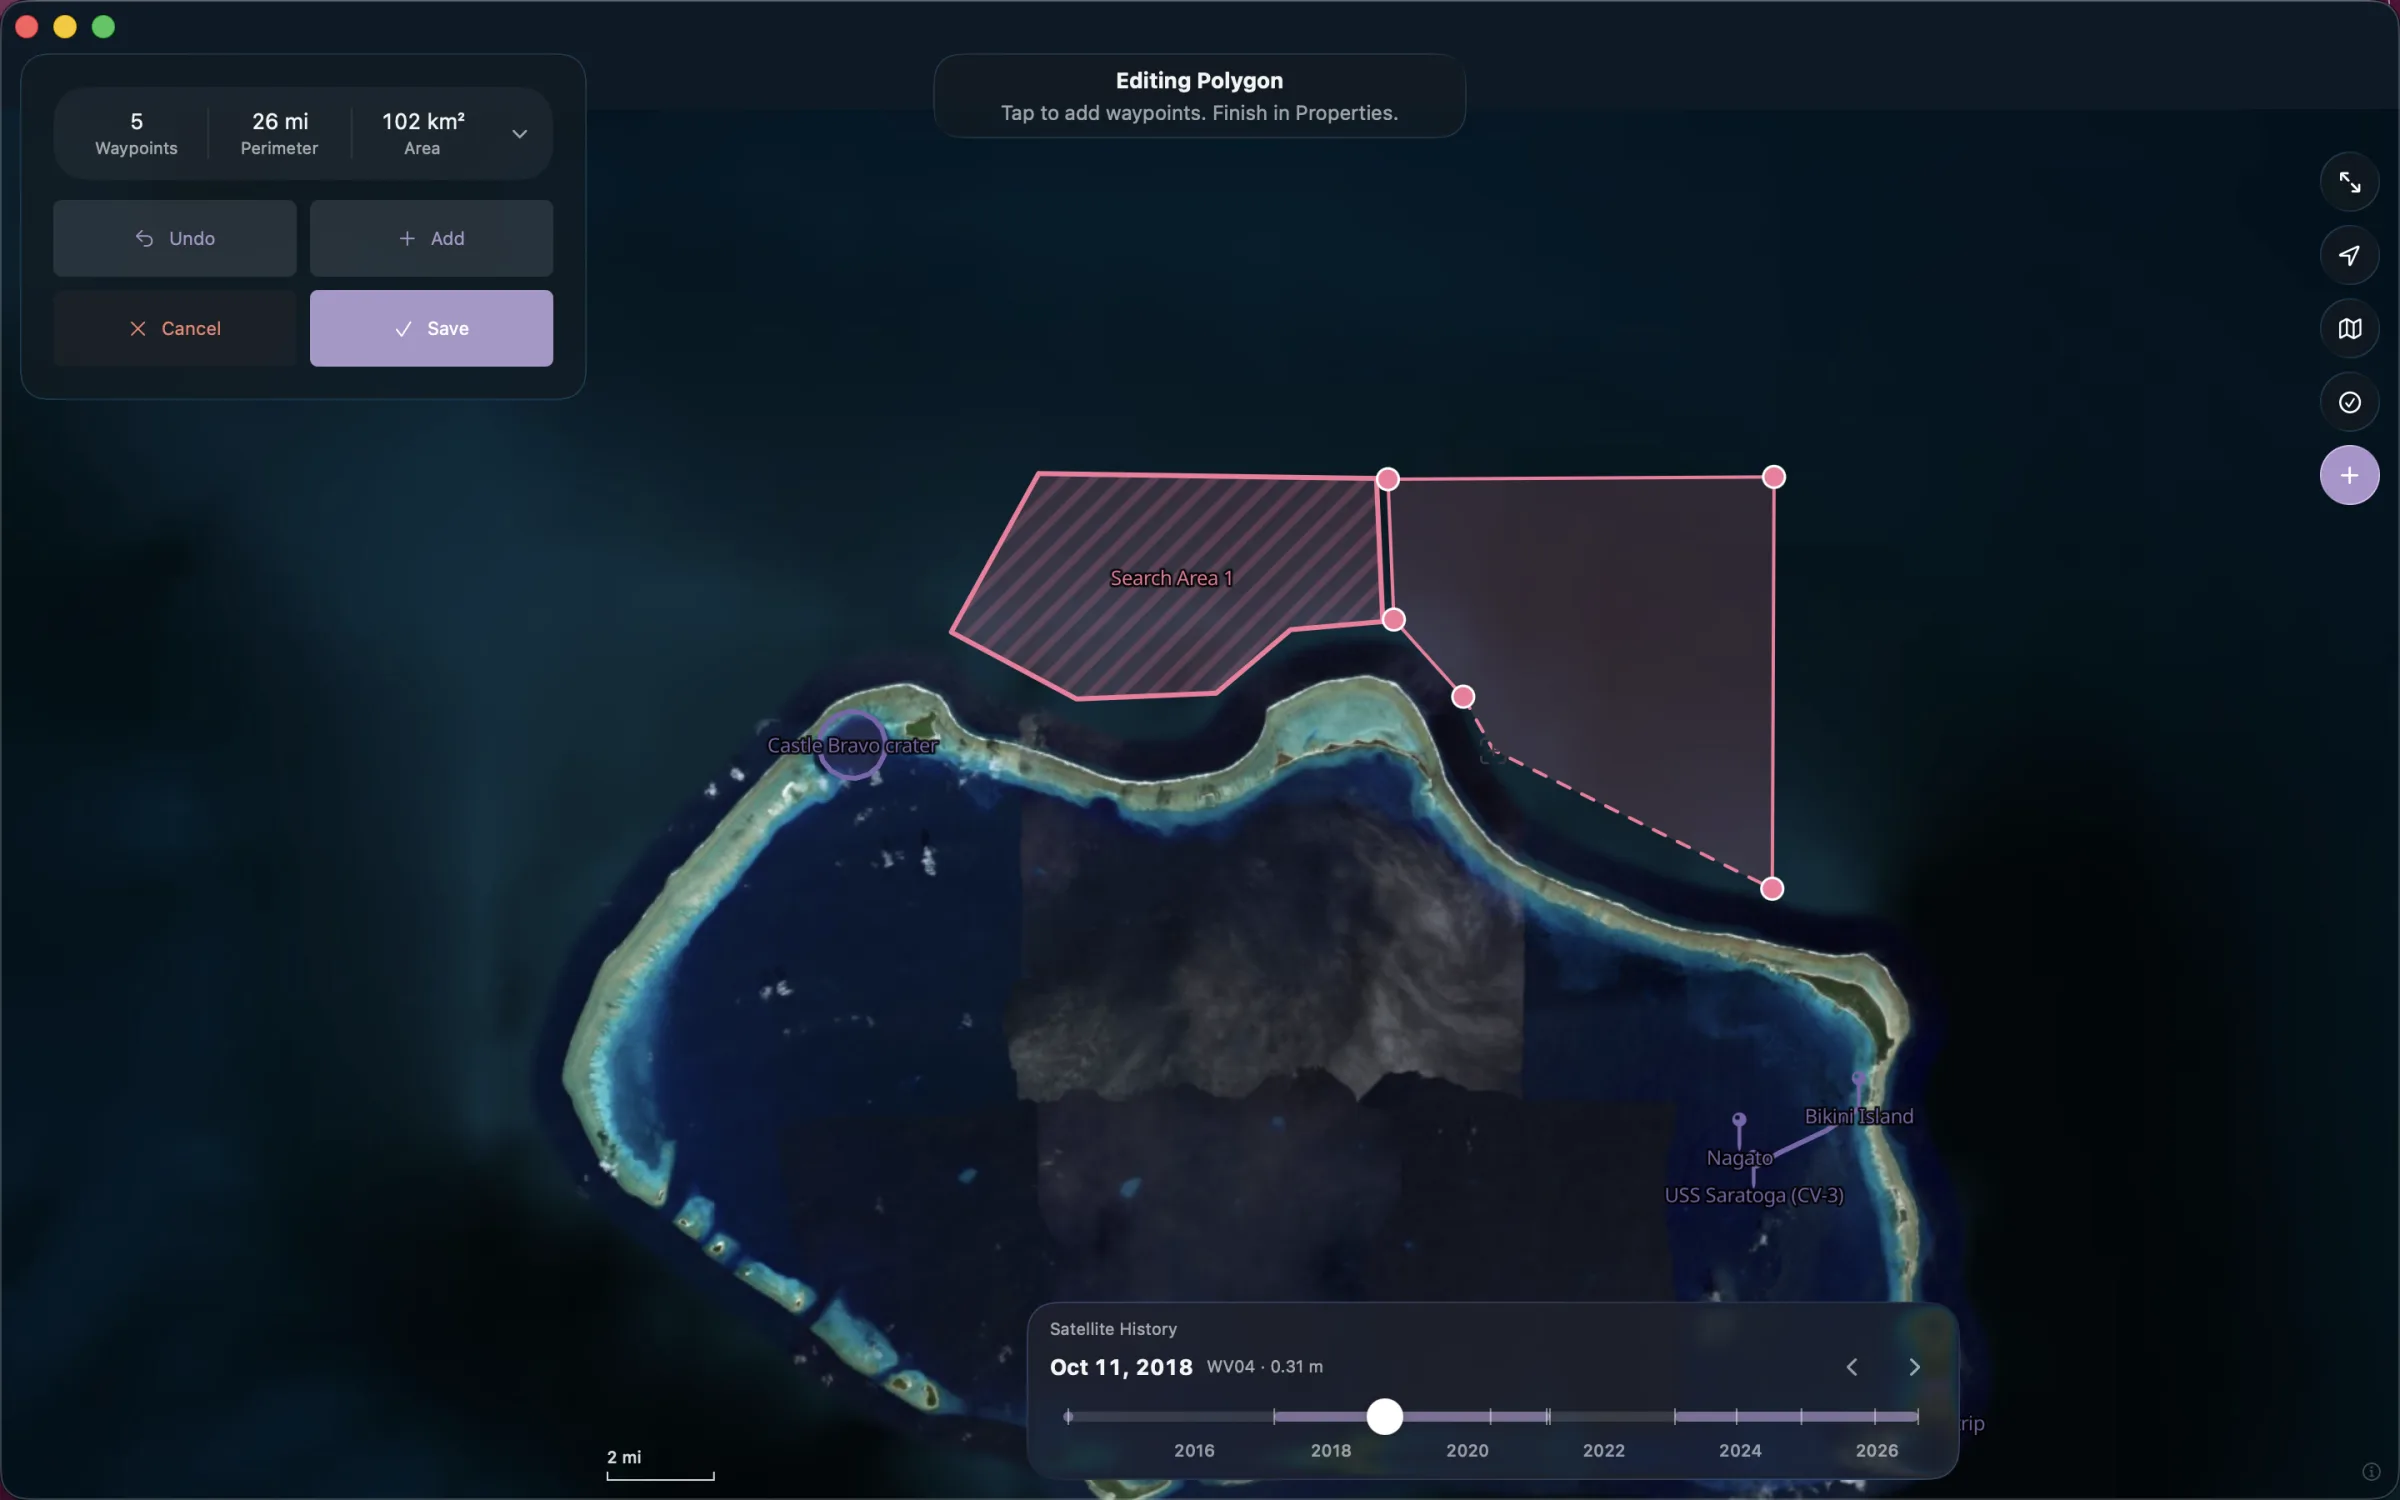 Editing Polygon
Tap to add waypoints. Finish in Properties.
5
Waypoints
26 mi
Perimeter
102 km²
Area
Undo
Add
Cancel
Save
Search Area 1
Castle Bravo crater
Bikini Island
Nagato
USS Saratoga (CV-3)
Satellite History
Oct 11, 2018 WV04 · 0.31 m
2016 2018 2020 2022 2024 2026
rip
2 mi